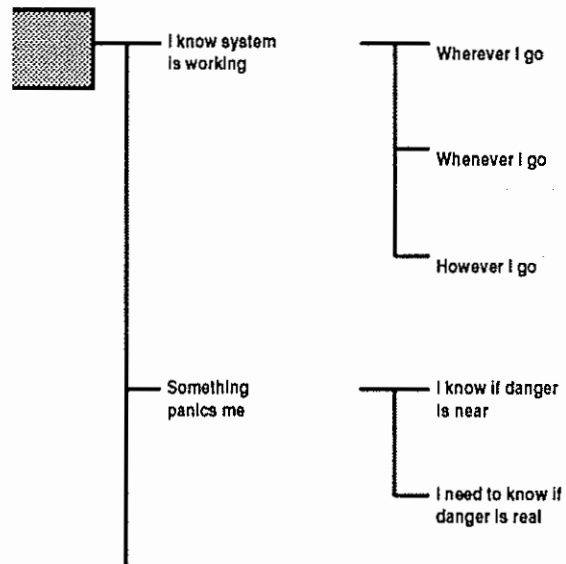 I know system
is working
Wherever I go
Whenever I go
However I go
Something
panics me
I know if danger
is near
I need to know if
danger is real